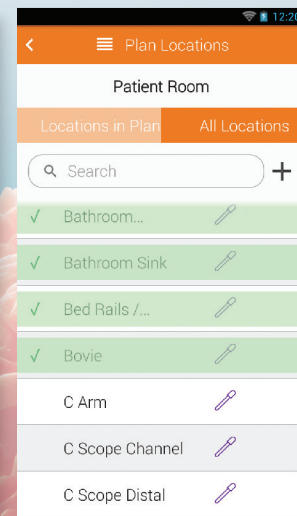 12:20
Plan Locations
Patient Room
Locations in Plan
All Locations
Search
Bathroom...
Bathroom Sink
Bed Rails /...
Bovie
C Arm
C Scope Channel
C Scope Distal